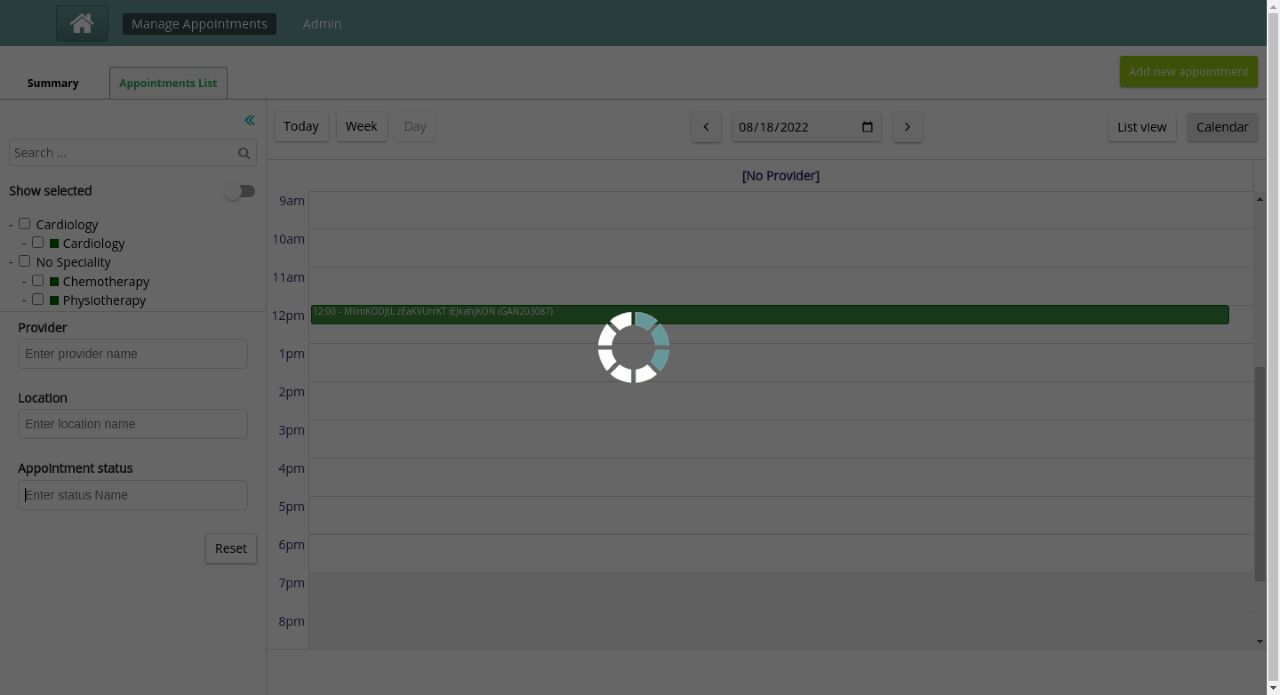 Manage Appointments Admin
Summary Appointments List Add new appointment
Today Week Day 08/18/2022 List view Calendar
Search ...
Show selected
- Cardiology
- Cardiology
- No Speciality
- Chemotherapy
- Physiotherapy
Provider
Enter provider name
Location
Enter location name
Appointment status
Enter status Name
Reset
[No Provider]
9am
10am
11am
12pm 12:00 - (GAN203087)
1pm
2pm
3pm
4pm
5pm
6pm
7pm
8pm